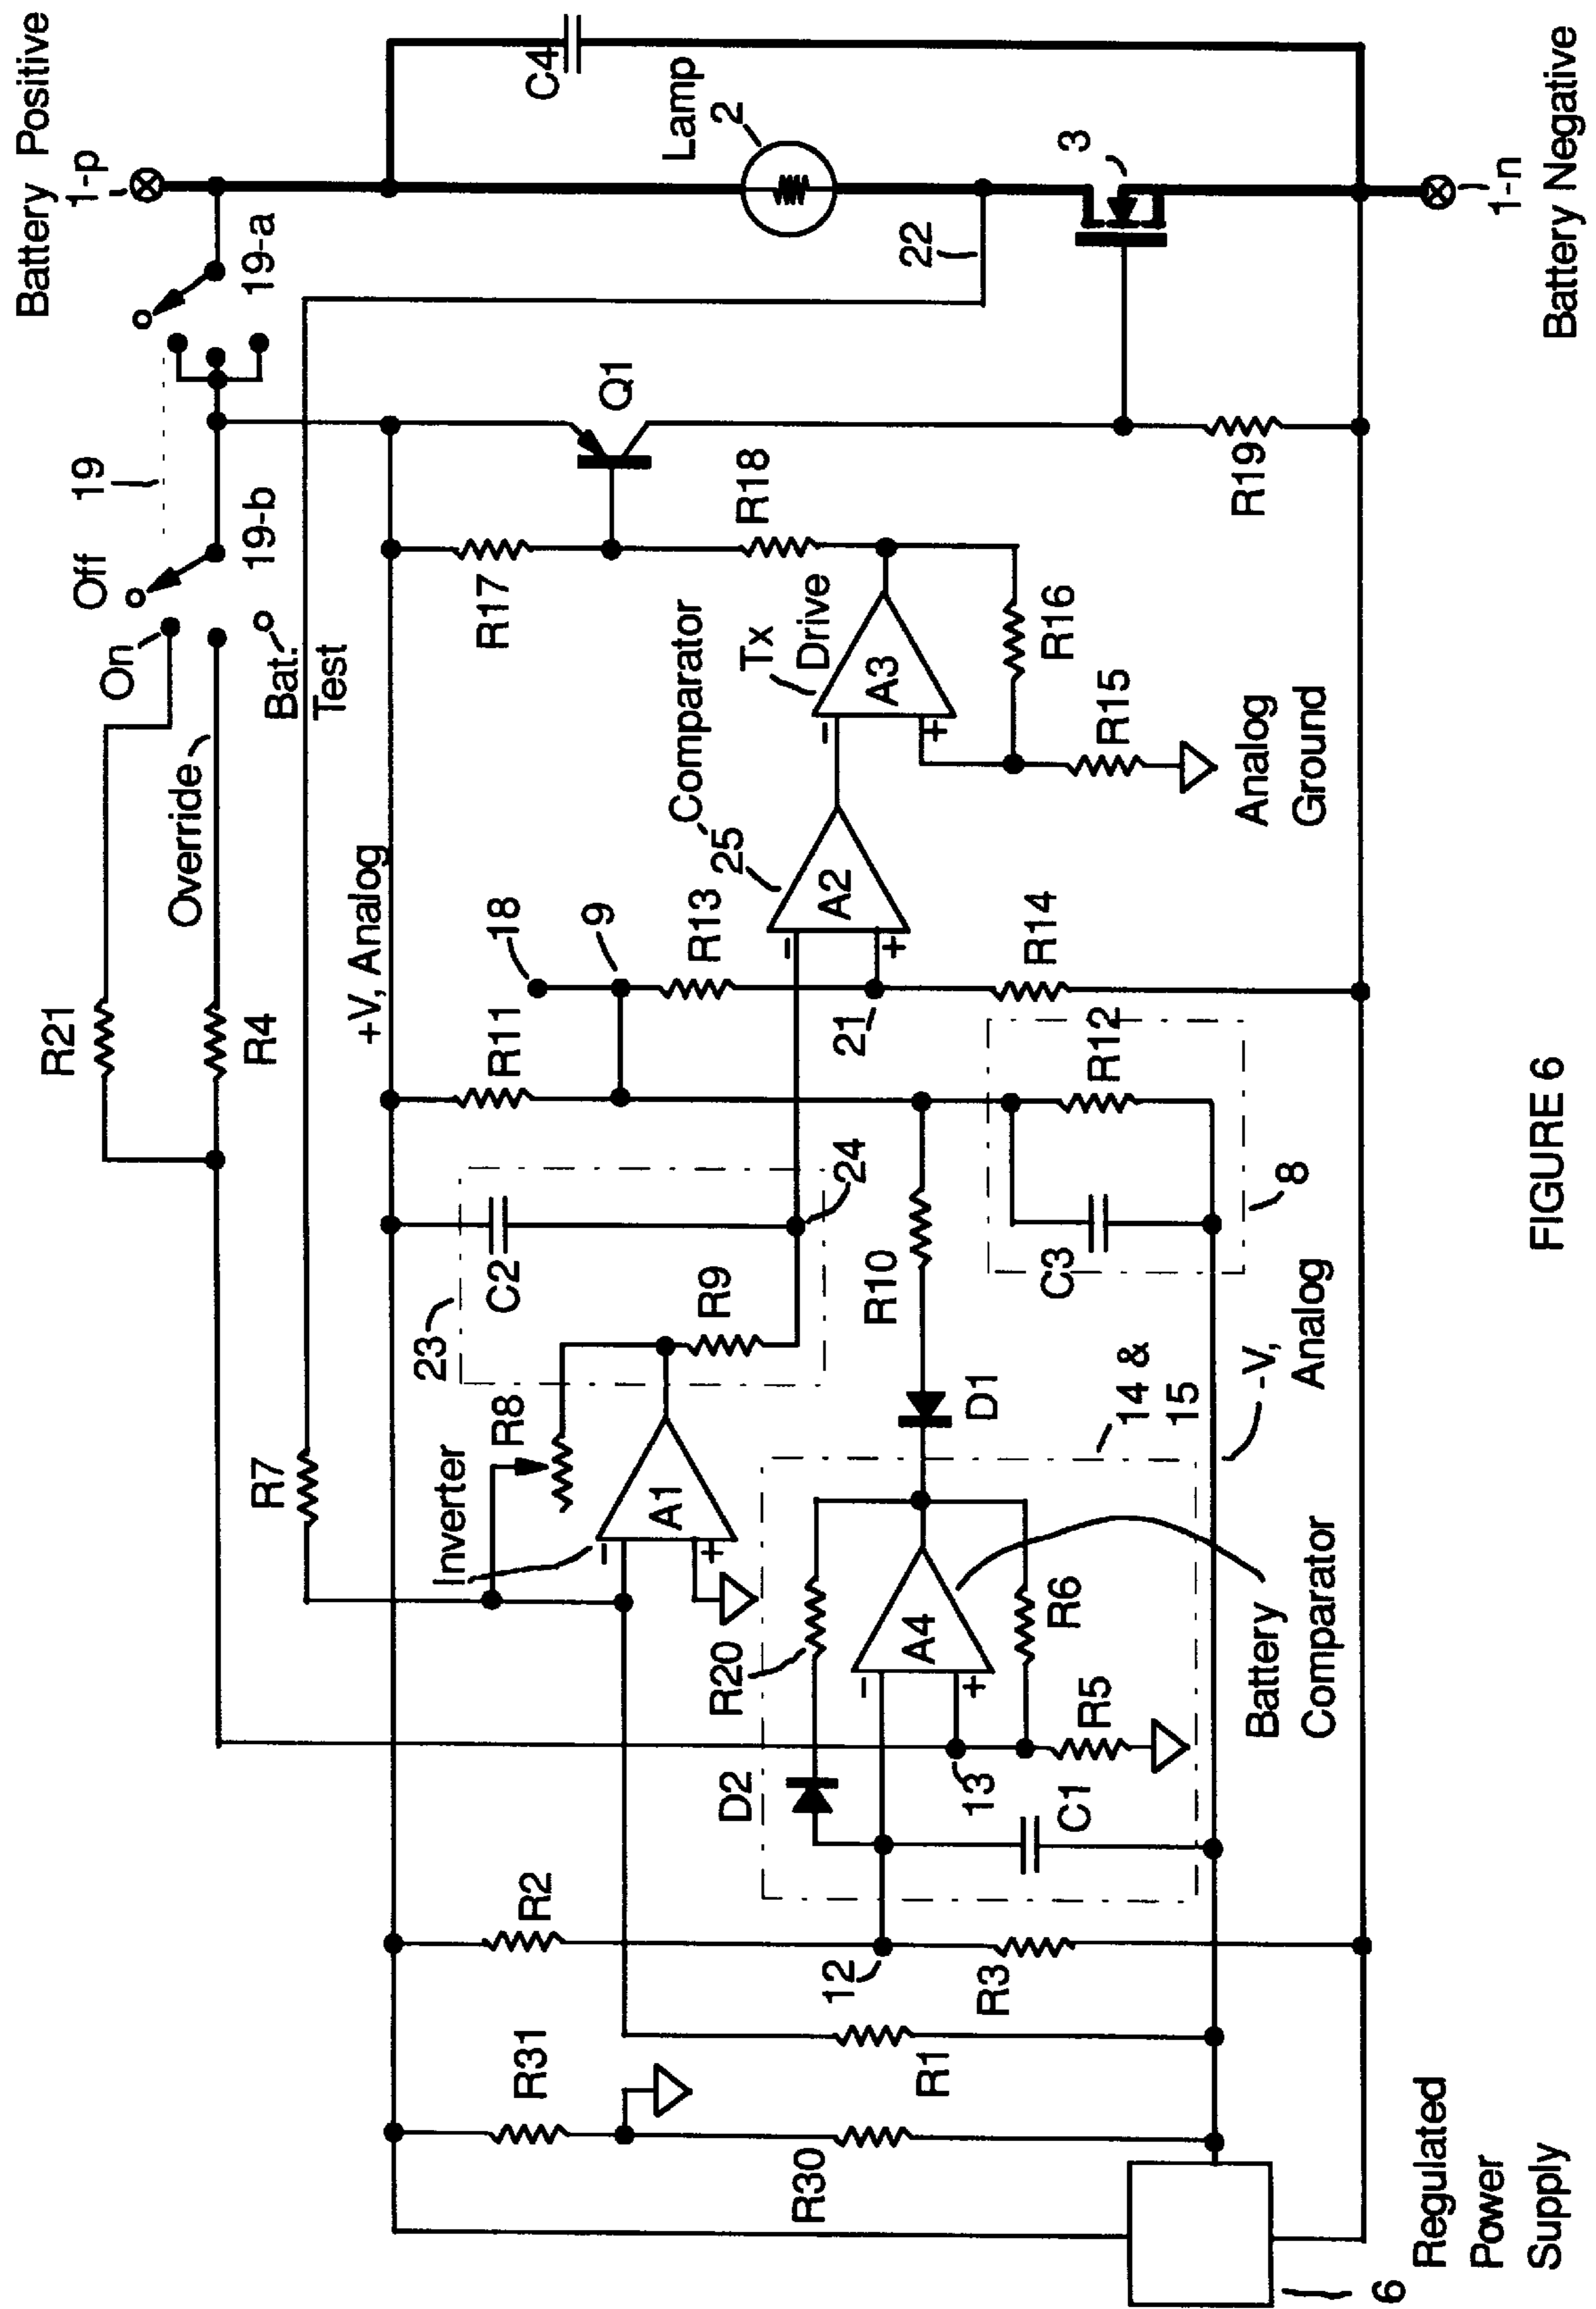 Battery Positive
1-p
19-a
19
Off
19-b
On
Bat.
Test
Override
R21
R4
R7
C4
Lamp
2
22
3
1-n
Battery Negative
Q1
R17
R18
R19
Tx
Drive
A3
R16
R15
Analog
Ground
Comparator
25
A2
+V, Analog
18
9
R13
R14
21
R11
R12
24
8
C2
C3
23
R9
R10
R8
D1
14 &
15
-V,
Analog
Inverter
A1
R20
A4
R6
R5
D2
13
C1
Battery
Comparator
R2
12
R3
R31
R1
R30
Regulated
Power
Supply
6
-
+
-
+
-
+
-
+
FIGURE 6